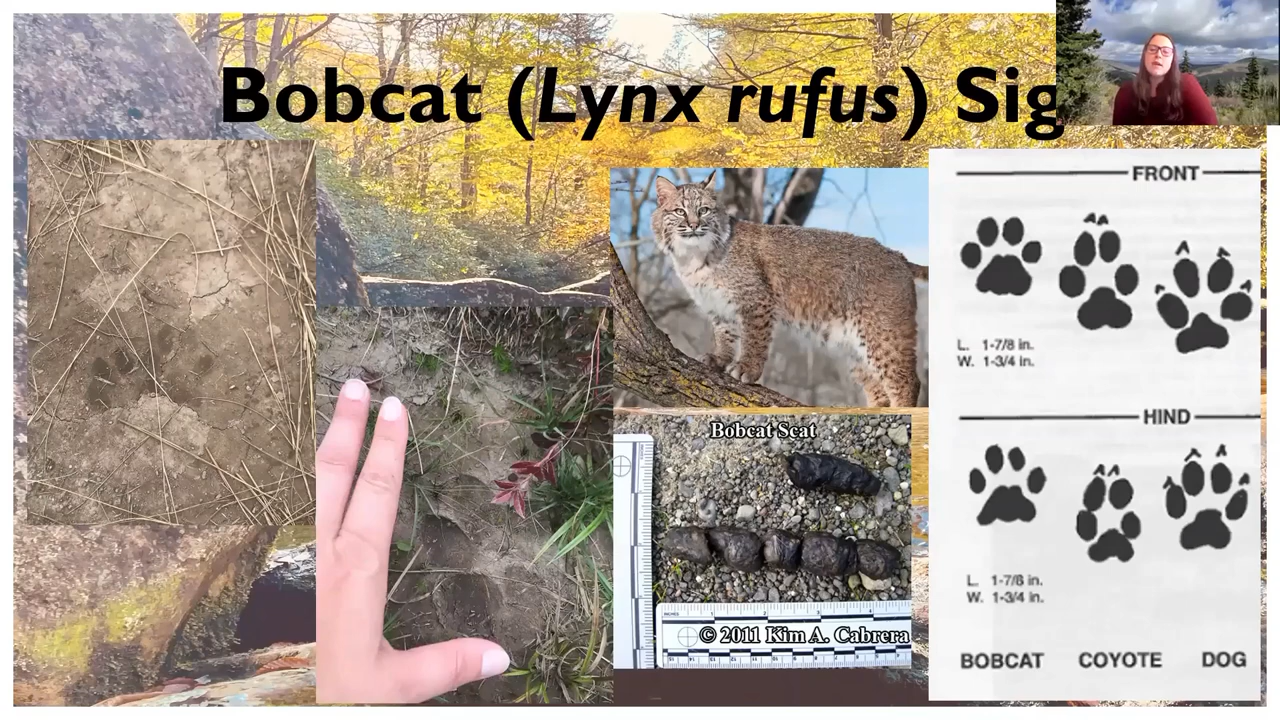 Bobcat (Lynx rufus) Sig
FRONT
L. 1-7/8 in.
W. 1-3/4 in.
Bobcat Scat
HIND
L. 1-7/8 in.
W. 1-3/4 in.
© 2011 Kim A. Cabrera
BOBCAT COYOTE DOG